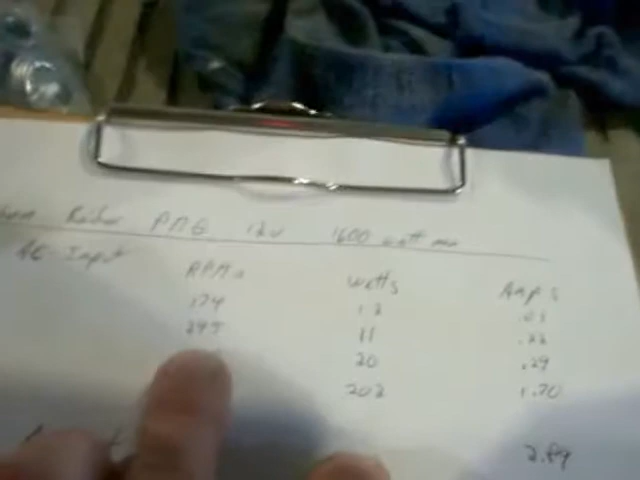 PMG 12v 1600 watt
AC-Input RPMs Watts Amps
174 1.2 .01
295 11 .22
20 .29
202 1.70
2.89